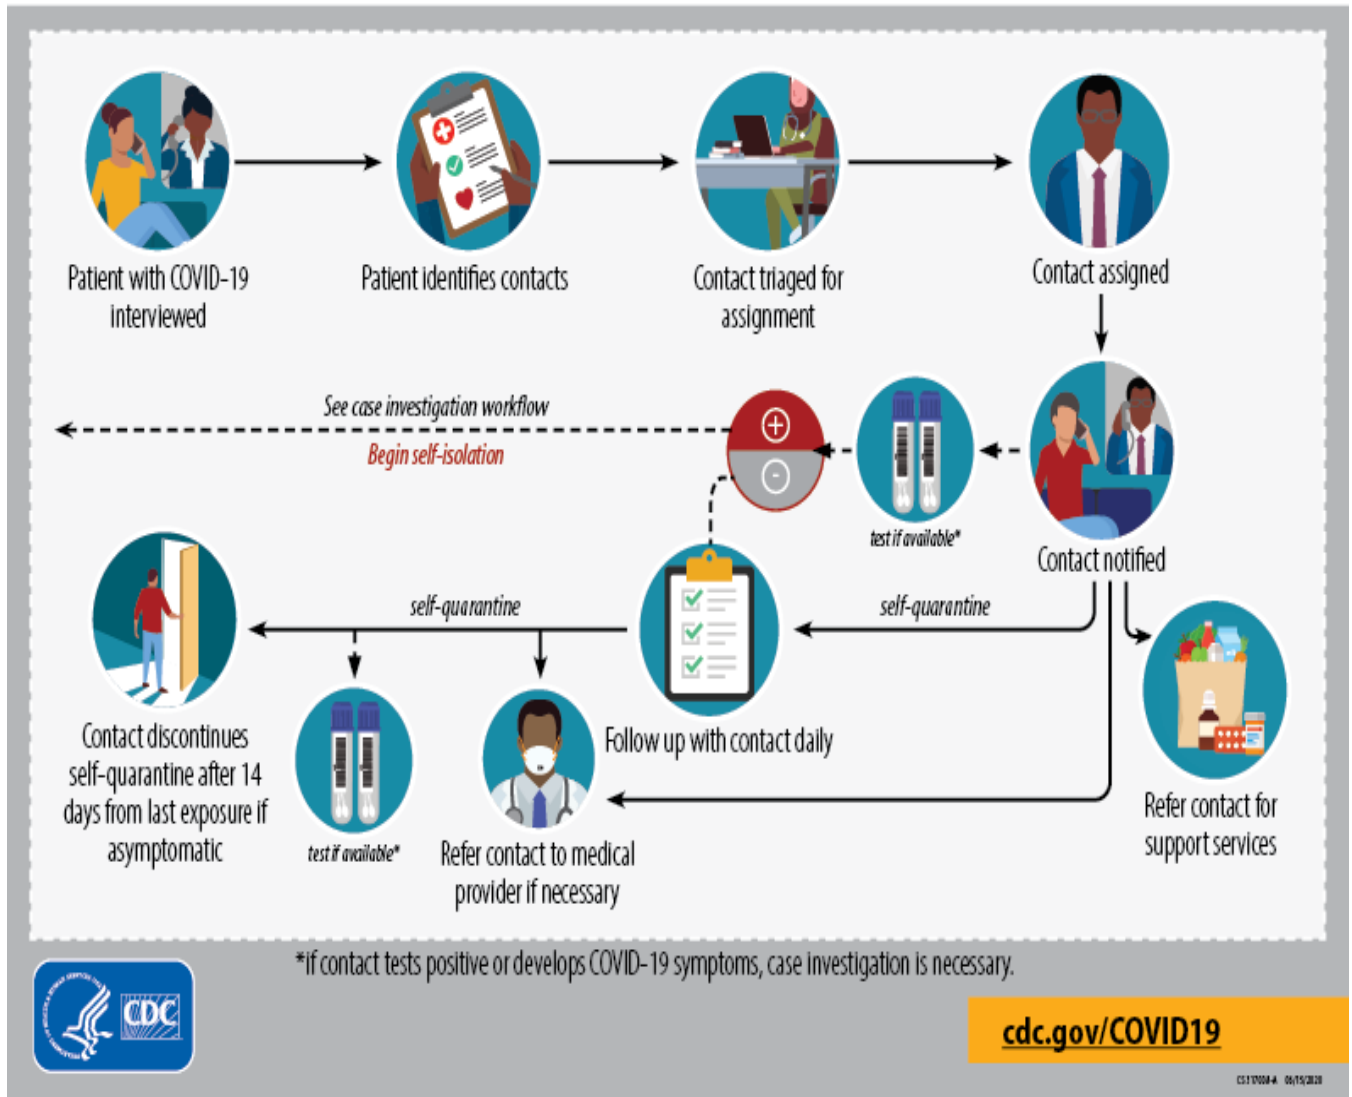 Patient with COVID-19
interviewed
Patient identifies contacts
Contact triaged for
assignment
Contact assigned
See case investigation workflow
Begin self-isolation
+
-
test if available*
Contact notified
self-quarantine
self-quarantine
Contact discontinues
self-quarantine after 14
days from last exposure if
asymptomatic
test if available*
Refer contact to medical
provider if necessary
Follow up with contact daily
Refer contact for
support services
*if contact tests positive or develops COVID-19 symptoms, case investigation is necessary.
CDC
cdc.gov/COVID19
06/15/2020